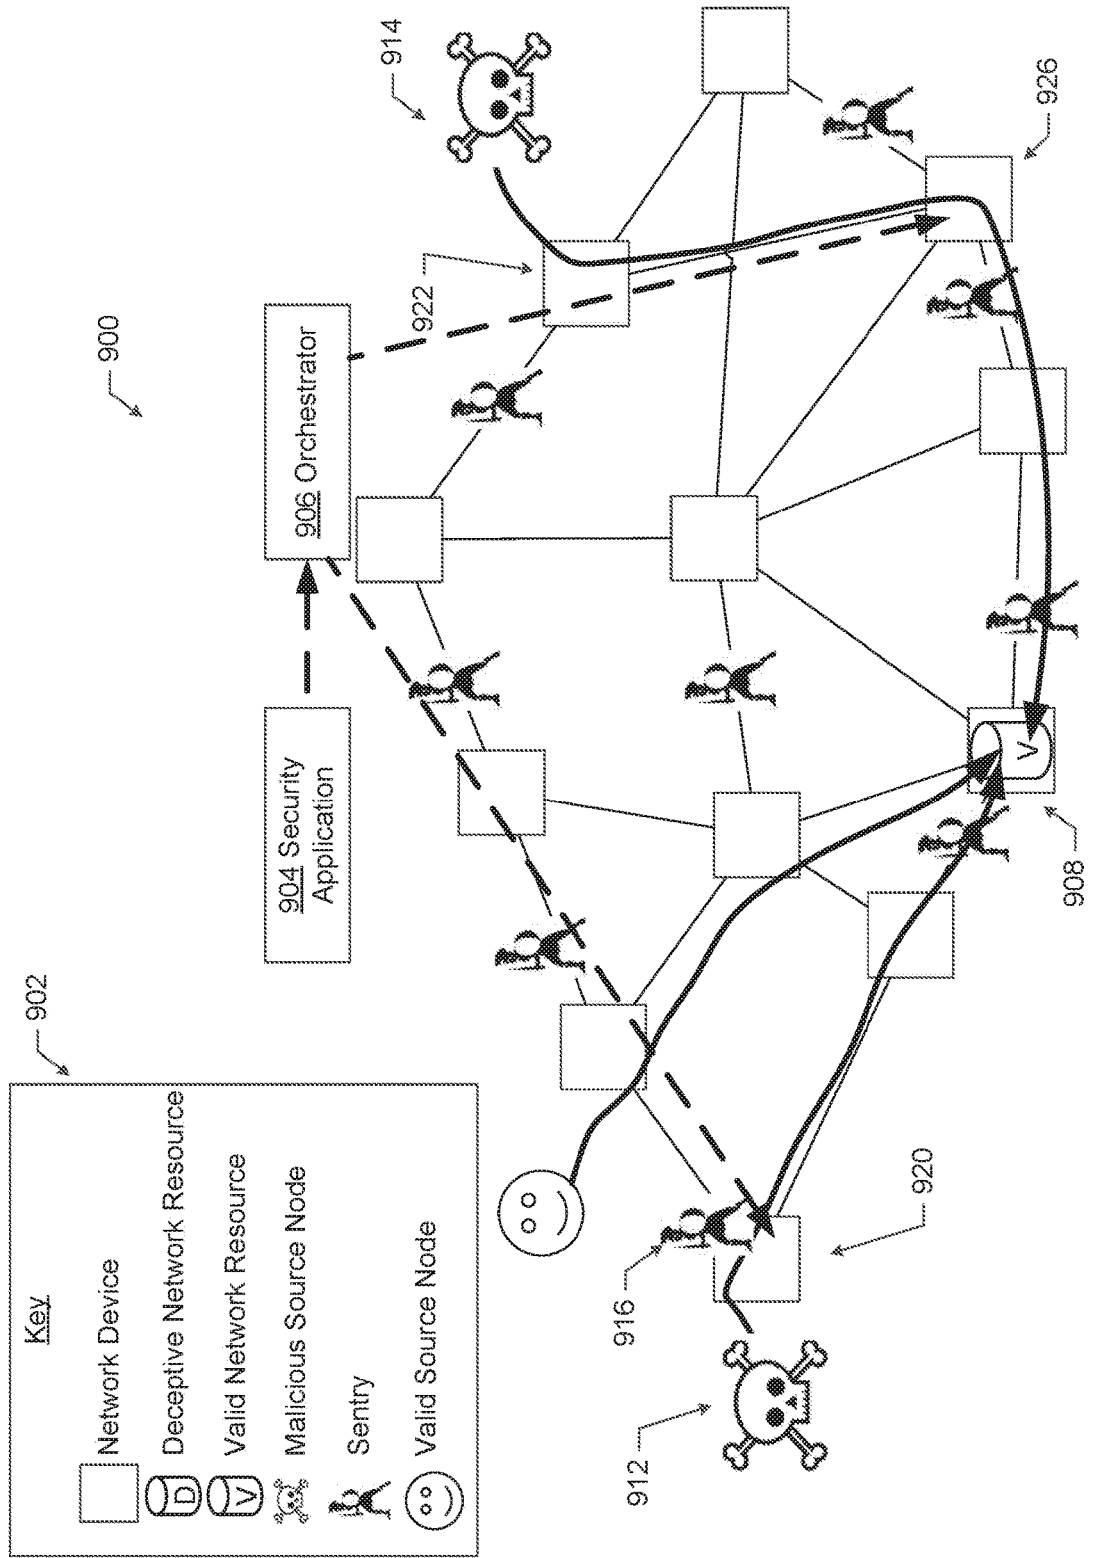 900
902
Key
Network Device
D
Deceptive Network Resource
V
Valid Network Resource
Malicious Source Node
Sentry
Valid Source Node
904 Security
Application
906 Orchestrator
914
922
916
912
920
V
908
926